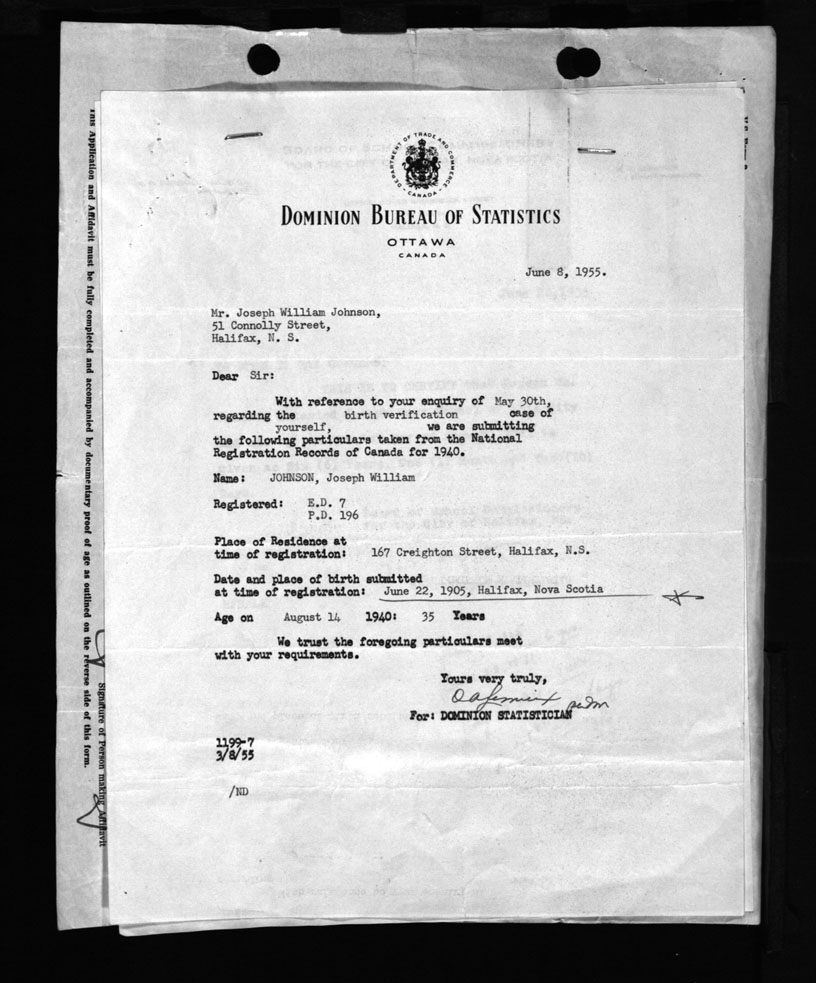 DEPARTMENT OF TRADE AND COMMERCE
CANADA
DOMINION BUREAU OF STATISTICS
OTTAWA
CANADA
June 8, 1955.
Mr. Joseph William Johnson,
51 Connolly Street,
Halifax, N. S.
Dear Sir:
With reference to your enquiry of May 30th,
regarding the birth verification case of
yourself, we are submitting
the following particulars taken from the National
Registration Records of Canada for 1940.
Name: JOHNSON, Joseph William
Registered: E.D. 7
P.D. 196
Place of Residence at
time of registration: 167 Creighton Street, Halifax, N.S.
Date and place of birth submitted
at time of registration: June 22, 1905, Halifax, Nova Scotia
Age on August 14 1940: 35 Years
We trust the foregoing particulars meet
with your requirements.
Yours very truly,
For: DOMINION STATISTICIAN
1199-7
3/8/55
/ND
This Application and Affidavit must be fully completed and accompanied by documentary proof of age as outlined on the reverse side of this form.
Signature of Person making Affidavit